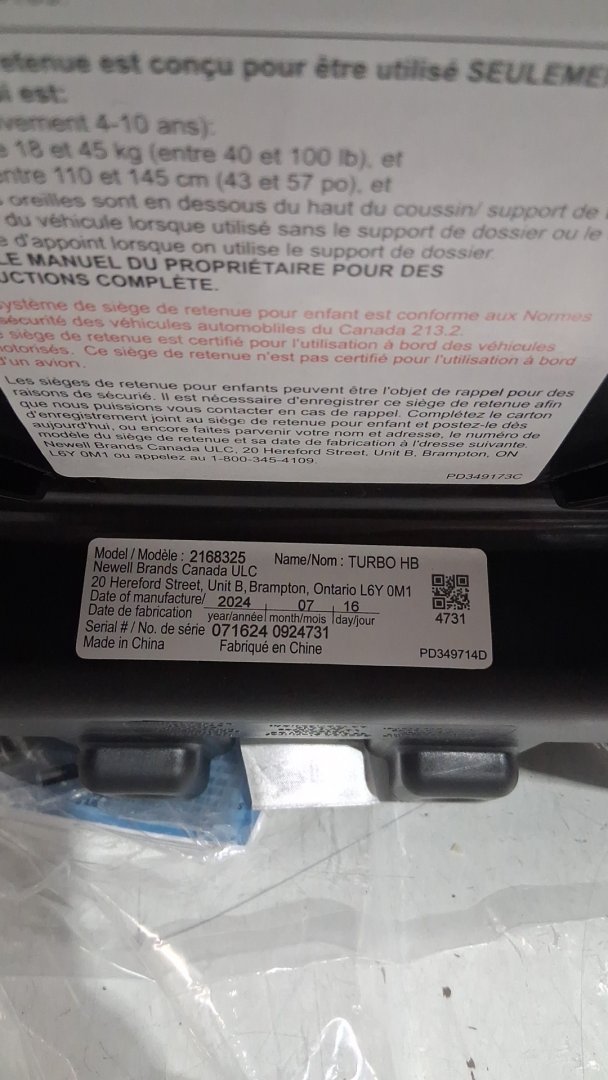 retenue est conçu pour être utilisé
est:
4-10 ans):
18 et 45 kg (entre 40 et 100 lb), et
entre 110 et 145 cm (43 et 57 po), et
oreilles sont en dessous du haut du coussin/ support de
du véhicule lorsque utilisé sans le support de dossier ou le
d'appoint lorsque on utilise le support de dossier.
LE MANUEL DU PROPRIÉTAIRE POUR DES
COMPLÈTE.
système de siège de retenue pour enfant est conforme aux Normes
sécurité des véhicules automobliles du Canada 213.2.
siège de retenue est certifié pour l'utilisation à bord des véhicules
motorisés. Ce siège de retenue n'est pas certifié pour l'utilisation à bord
d'un avion.
Les sièges de retenue pour enfants peuvent être l'objet de rappel pour des
raisons de sécurié. Il est nécessaire d'enregistrer ce siège de retenue afin
que nous puissions vous contacter en cas de rappel. Complétez le carton
d'enregistrement joint au siège de retenue pour enfant et postez-le dès
aujourd'hui, ou encore faites parvenir votre nom et adresse, le numéro de
modèle du siège de retenue et sa date de fabrication à l'dresse suivante.
Newell Brands Canada ULC, 20 Hereford Street, Unit B, Brampton, ON
L6Y 0M1 ou appelez au 1-800-345-4109.
PD349173C
Model / Modèle : 2168325 Name/Nom : TURBO HB
Newell Brands Canada ULC
20 Hereford Street, Unit B, Brampton, Ontario L6Y 0M1
Date of manufacture/ 2024 07 16
Date de fabrication year/année month/mois day/jour
4731
Serial # / No. de série 071624 0924731
Made in China Fabriqué en Chine
PD349714D